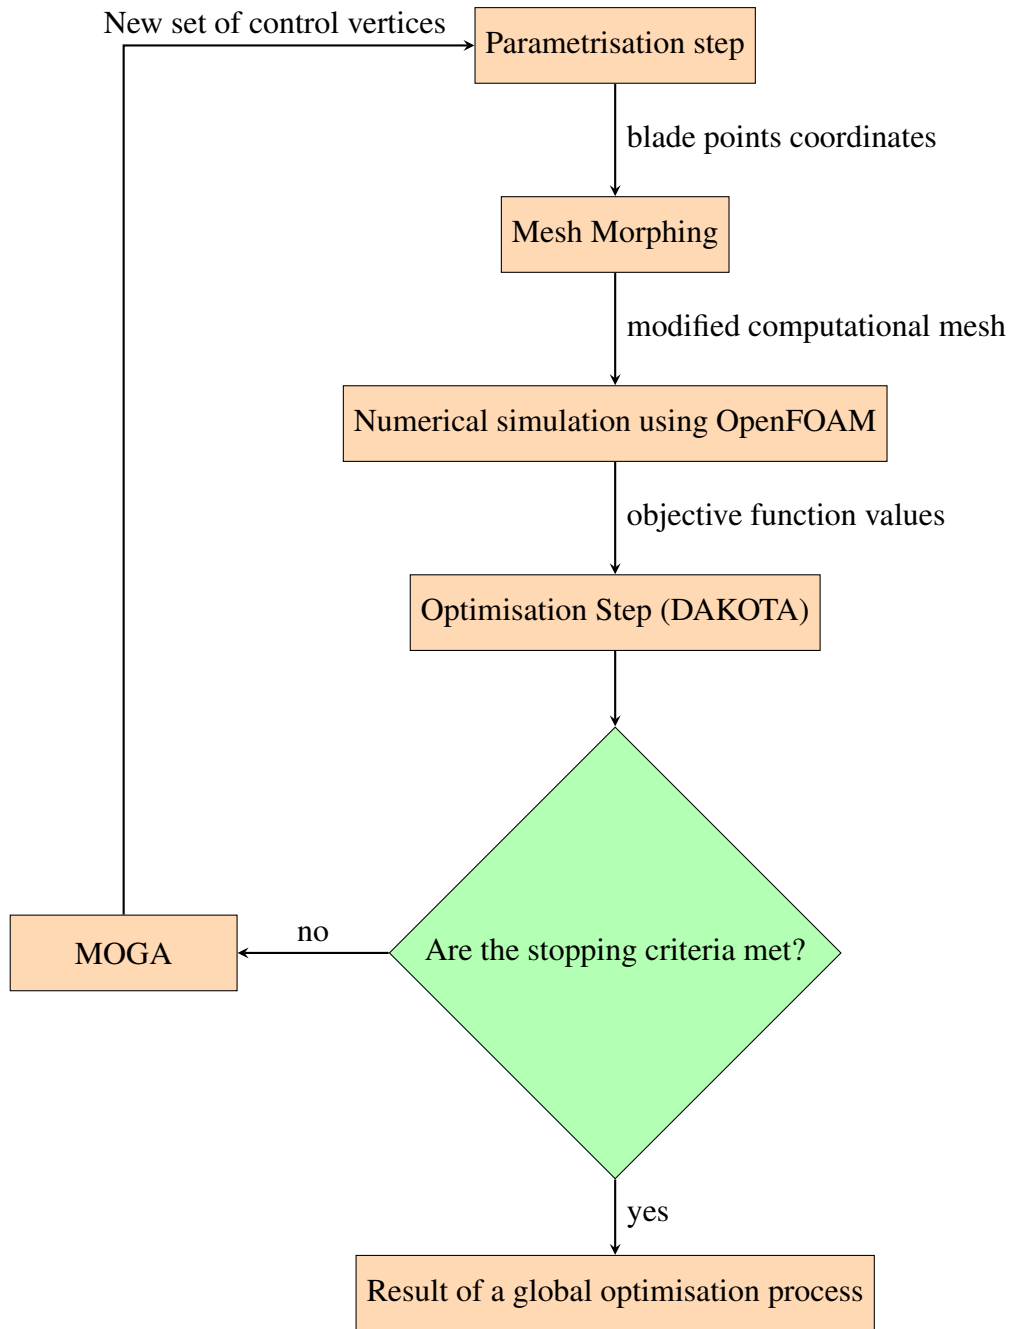 New set of control vertices
Parametrisation step
blade points coordinates
Mesh Morphing
modified computational mesh
Numerical simulation using OpenFOAM
objective function values
Optimisation Step (DAKOTA)
Are the stopping criteria met?
no
MOGA
yes
Result of a global optimisation process